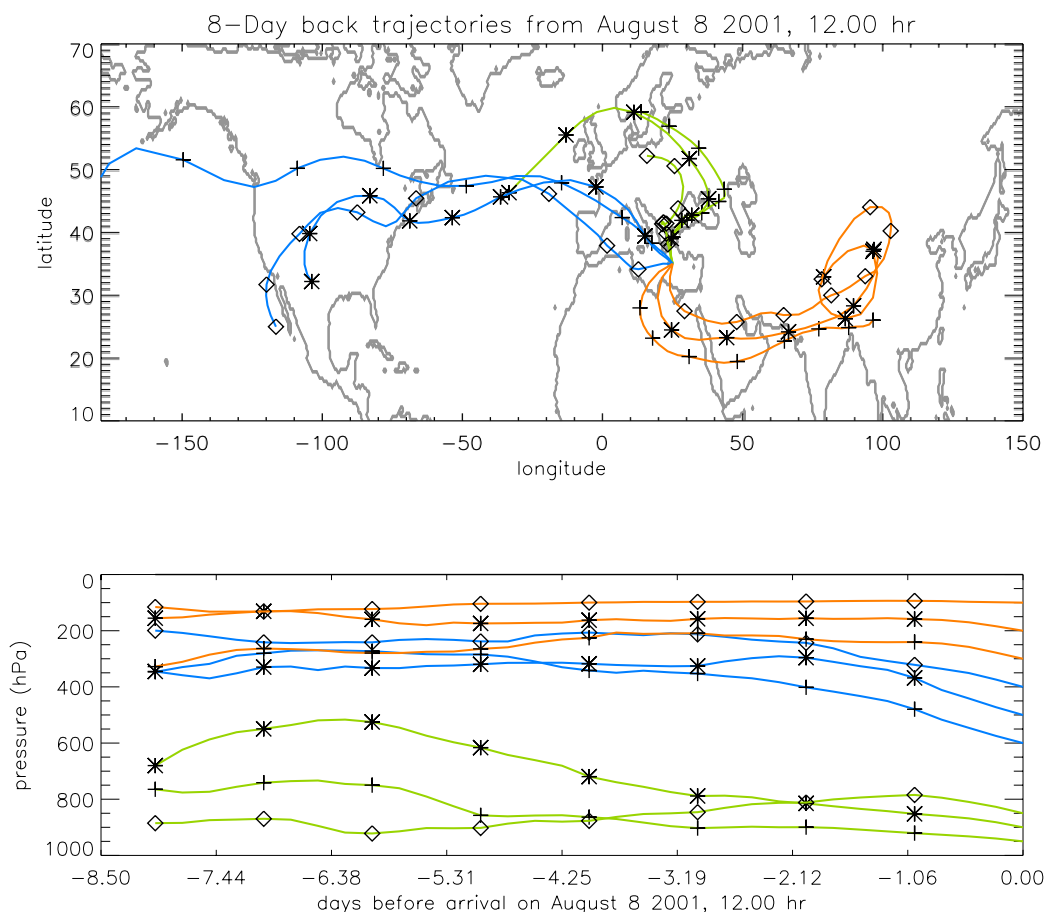 8-Day back trajectories from August 8 2001, 12.00 hr
70
60
50
40
30
20
10
latitude
-150 -100 -50 0 50 100 150
longitude
0
200
400
600
800
1000
pressure (hPa)
-8.50 -7.44 -6.38 -5.31 -4.25 -3.19 -2.12 -1.06 0.00
days before arrival on August 8 2001, 12.00 hr